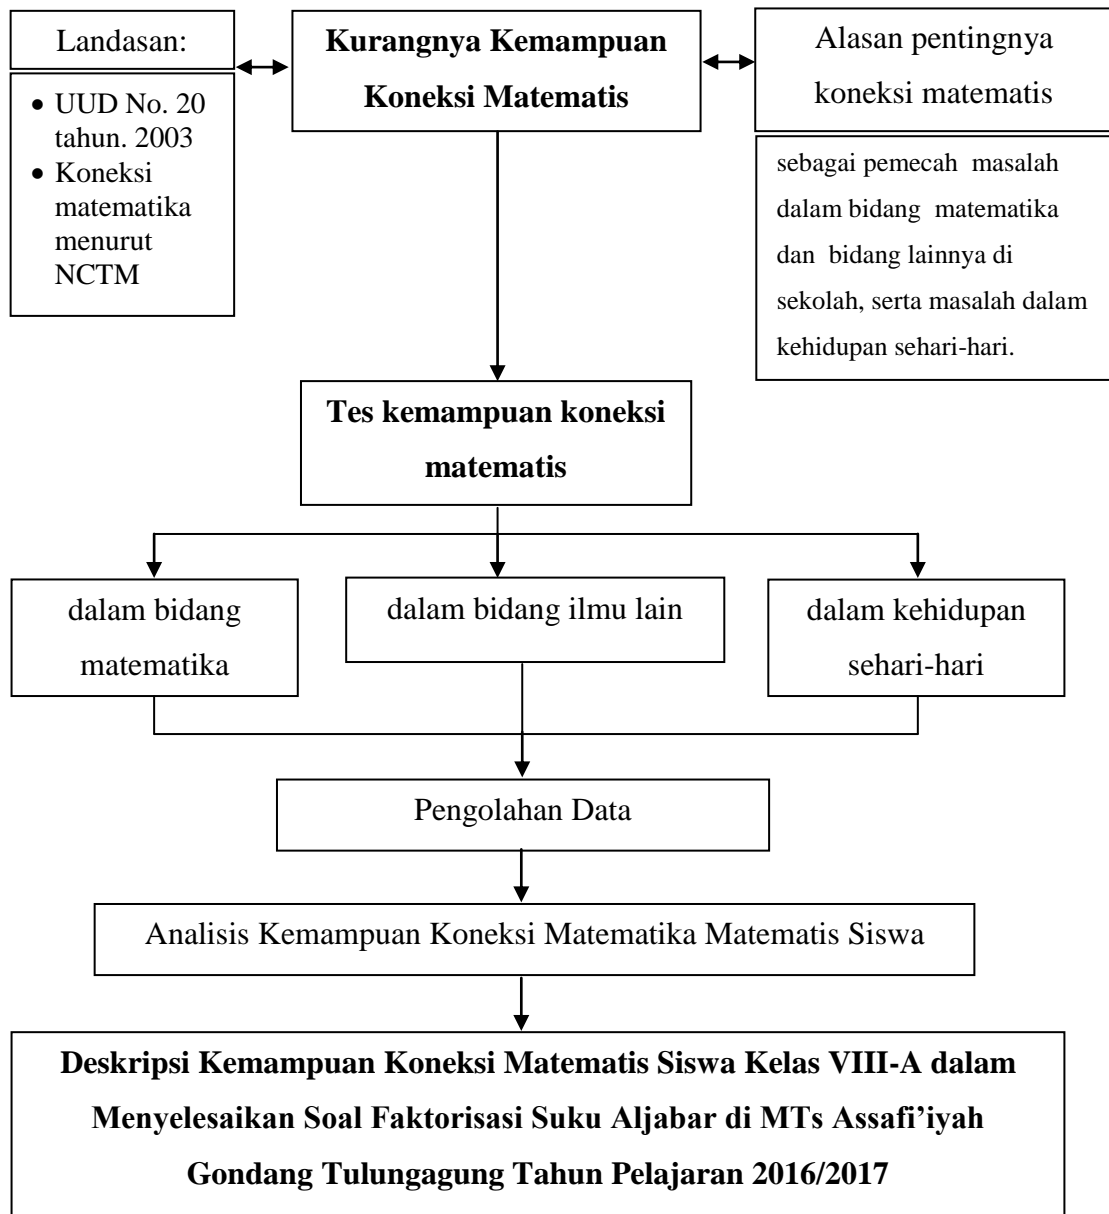 Landasan:
• UUD No. 20
tahun. 2003
• Koneksi
matematika
menurut
NCTM
Kurangnya Kemampuan
Koneksi Matematis
Alasan pentingnya
koneksi matematis
sebagai pemecah masalah
dalam bidang matematika
dan bidang lainnya di
sekolah, serta masalah dalam
kehidupan sehari-hari.
Tes kemampuan koneksi
matematis
dalam bidang
matematika
dalam bidang ilmu lain
dalam kehidupan
sehari-hari
Pengolahan Data
Analisis Kemampuan Koneksi Matematika Matematis Siswa
Deskripsi Kemampuan Koneksi Matematis Siswa Kelas VIII-A dalam
Menyelesaikan Soal Faktorisasi Suku Aljabar di MTs Assafi’iyah
Gondang Tulungagung Tahun Pelajaran 2016/2017